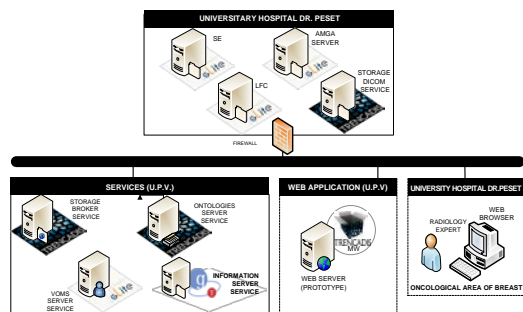 UNIVERSITARY HOSPITAL DR. PESET
SE
AMGA
SERVER
LFC
STORAGE
DICOM
SERVICE
FIREWALL
SERVICES (U.P.V.)
STORAGE
BROKER
SERVICE
ONTOLOGIES
SERVER
SERVICE
VOMS
SERVER
SERVICE
INFORMATION
SERVER
SERVICE
WEB APPLICATION (U.P.V)
TRENCADIS
MW
WEB SERVER
(PROTOTYPE)
UNIVERSITY HOSPITAL DR.PESET
WEB
BROWSER
RADIOLOGY
EXPERT
ONCOLOGICAL AREA OF BREAST